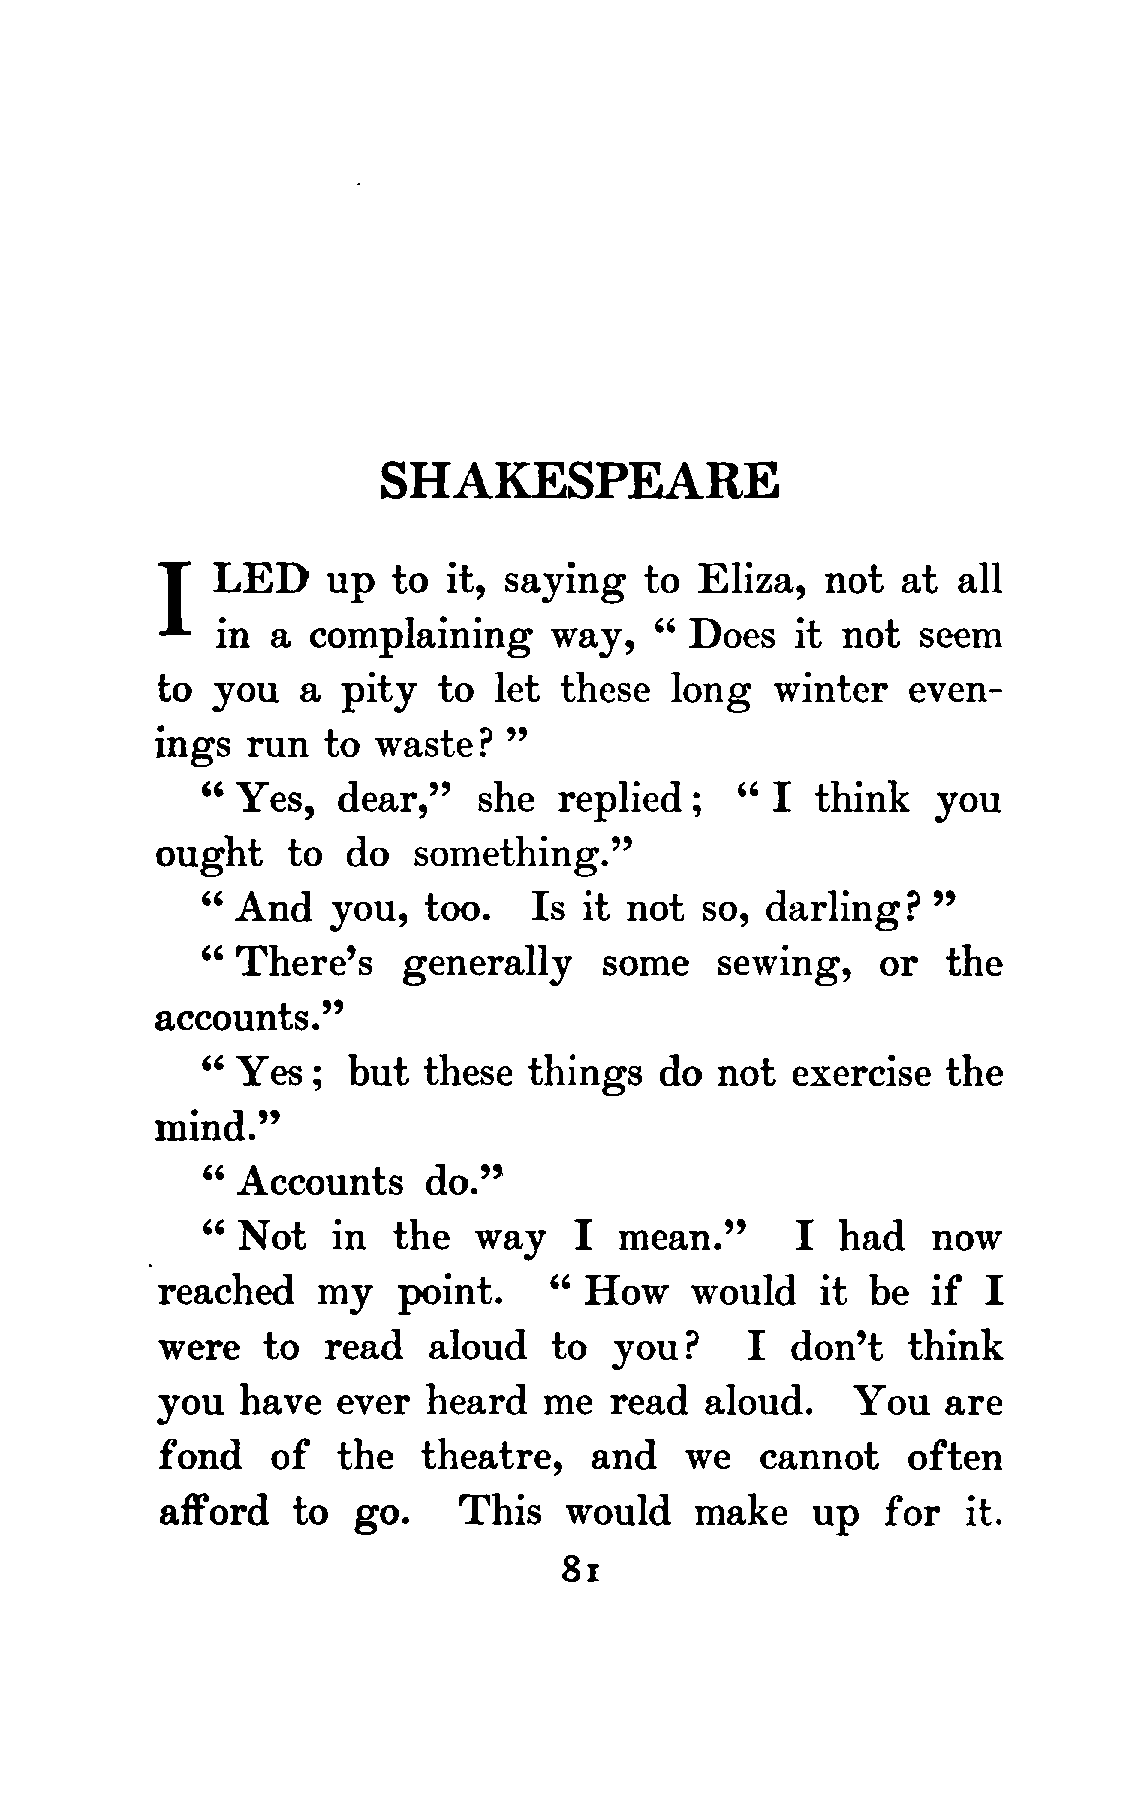 SHAKESPEARE
I LED up to it, saying to Eliza, not at all
in a complaining way, “ Does it not seem
to you a pity to let these long winter even-
ings run to waste? ”
“ Yes, dear,” she replied ; “ I think you
ought to do something.”
“ And you, too. Is it not so, darling? ”
“ There’s generally some sewing, or the
accounts.”
“ Yes ; but these things do not exercise the
mind.”
“ Accounts do.”
“ Not in the way I mean.” I had now
reached my point. “ How would it be if I
were to read aloud to you? I don’t think
you have ever heard me read aloud. You are
fond of the theatre, and we cannot often
afford to go. This would make up for it.
81